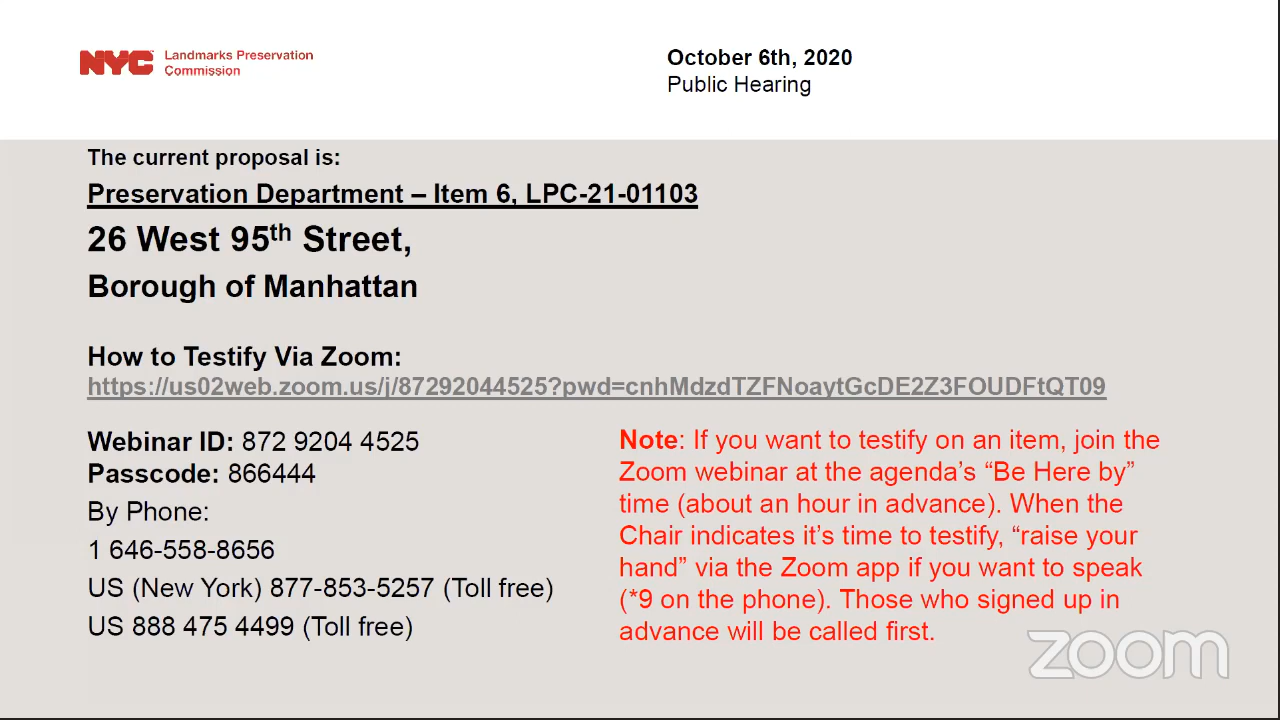 NYC Landmarks Preservation
Commission
October 6th, 2020
Public Hearing
The current proposal is:
Preservation Department – Item 6, LPC-21-01103
26 West 95th Street,
Borough of Manhattan
How to Testify Via Zoom:
https://us02web.zoom.us/j/87292044525?pwd=cnhMdzdTZFNoaytGcDE2Z3FOUDFtQT09
Webinar ID: 872 9204 4525
Passcode: 866444
By Phone:
1 646-558-8656
US (New York) 877-853-5257 (Toll free)
US 888 475 4499 (Toll free)
Note: If you want to testify on an item, join the
Zoom webinar at the agenda’s “Be Here by”
time (about an hour in advance). When the
Chair indicates it’s time to testify, “raise your
hand” via the Zoom app if you want to speak
(*9 on the phone). Those who signed up in
advance will be called first.
zoom